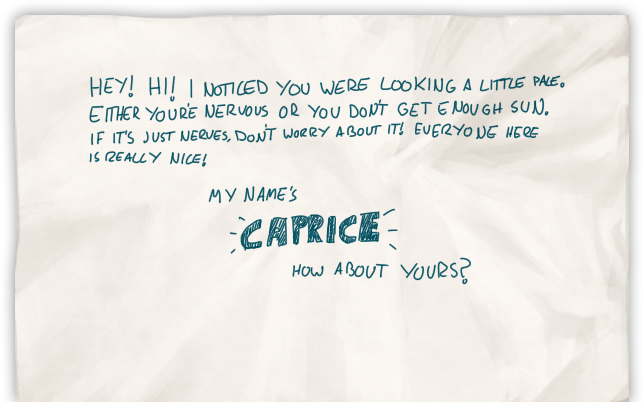 HEY! HI! I NOTICED YOU WERE LOOKING A LITTLE PALE.
EITHER YOU'RE NERVOUS OR YOU DON'T GET ENOUGH SUN.
IF IT'S JUST NERVES, DON'T WORRY ABOUT IT! EVERYONE HERE
IS REALLY NICE!
MY NAME'S
CAPRICE
HOW ABOUT YOURS?